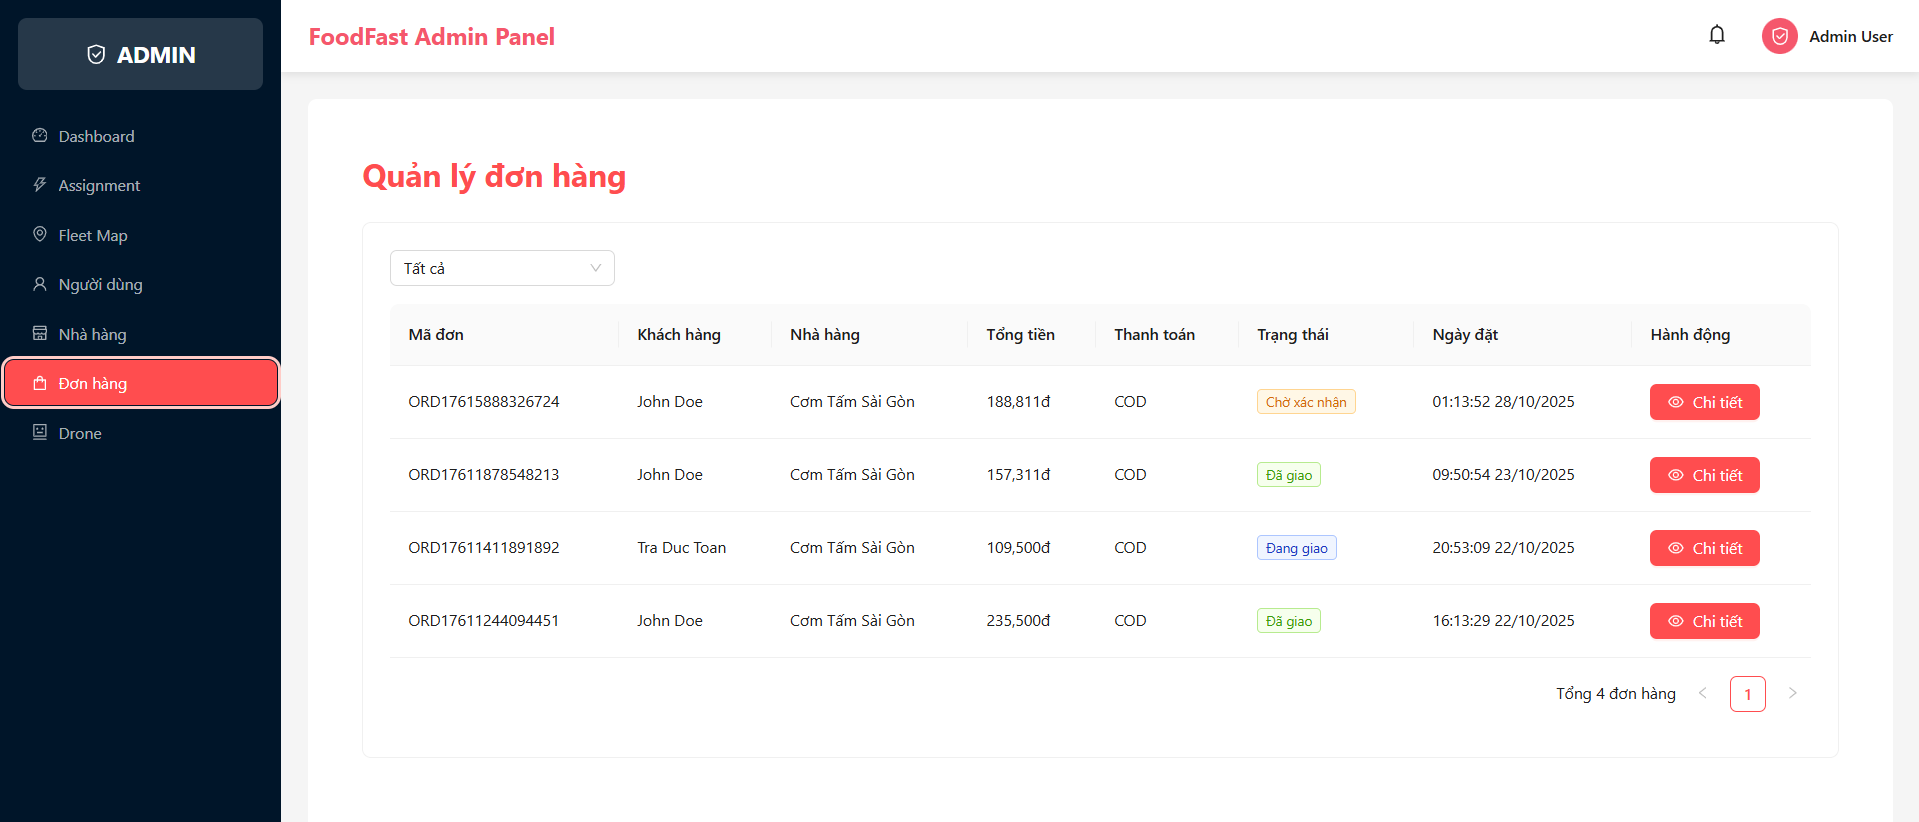 ADMIN
Dashboard
Assignment
Fleet Map
Người dùng
Nhà hàng
Đơn hàng
Drone
FoodFast Admin Panel
Admin User
Quản lý đơn hàng
Tất cả
Mã đơn Khách hàng Nhà hàng Tổng tiền Thanh toán Trạng thái Ngày đặt Hành động
ORD17615888326724 John Doe Cơm Tấm Sài Gòn 188,811đ COD Chờ xác nhận 01:13:52 28/10/2025 Chi tiết
ORD17611878548213 John Doe Cơm Tấm Sài Gòn 157,311đ COD Đã giao 09:50:54 23/10/2025 Chi tiết
ORD17611411891892 Tra Duc Toan Cơm Tấm Sài Gòn 109,500đ COD Đang giao 20:53:09 22/10/2025 Chi tiết
ORD17611244094451 John Doe Cơm Tấm Sài Gòn 235,500đ COD Đã giao 16:13:29 22/10/2025 Chi tiết
Tổng 4 đơn hàng 1